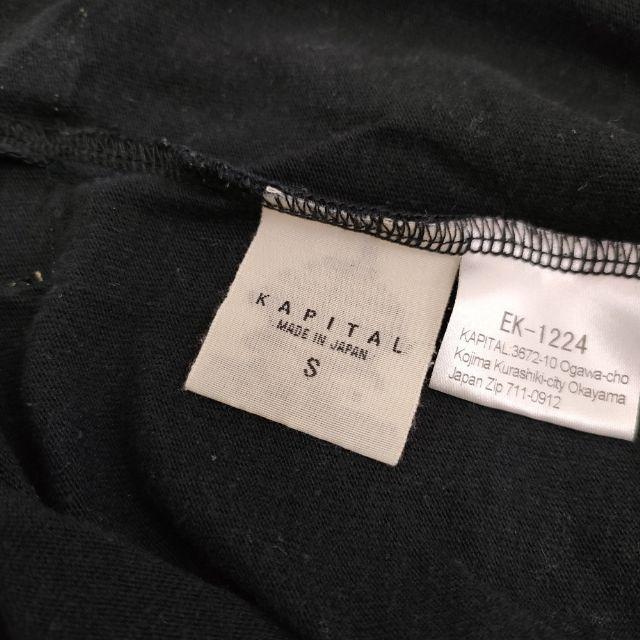 KAPITAL
MADE IN JAPAN
S
EK-1224
KAPITAL 3672-10 Ogawa-cho
Kojima Kurashiki-city Okayama
Japan Zip 711-0912